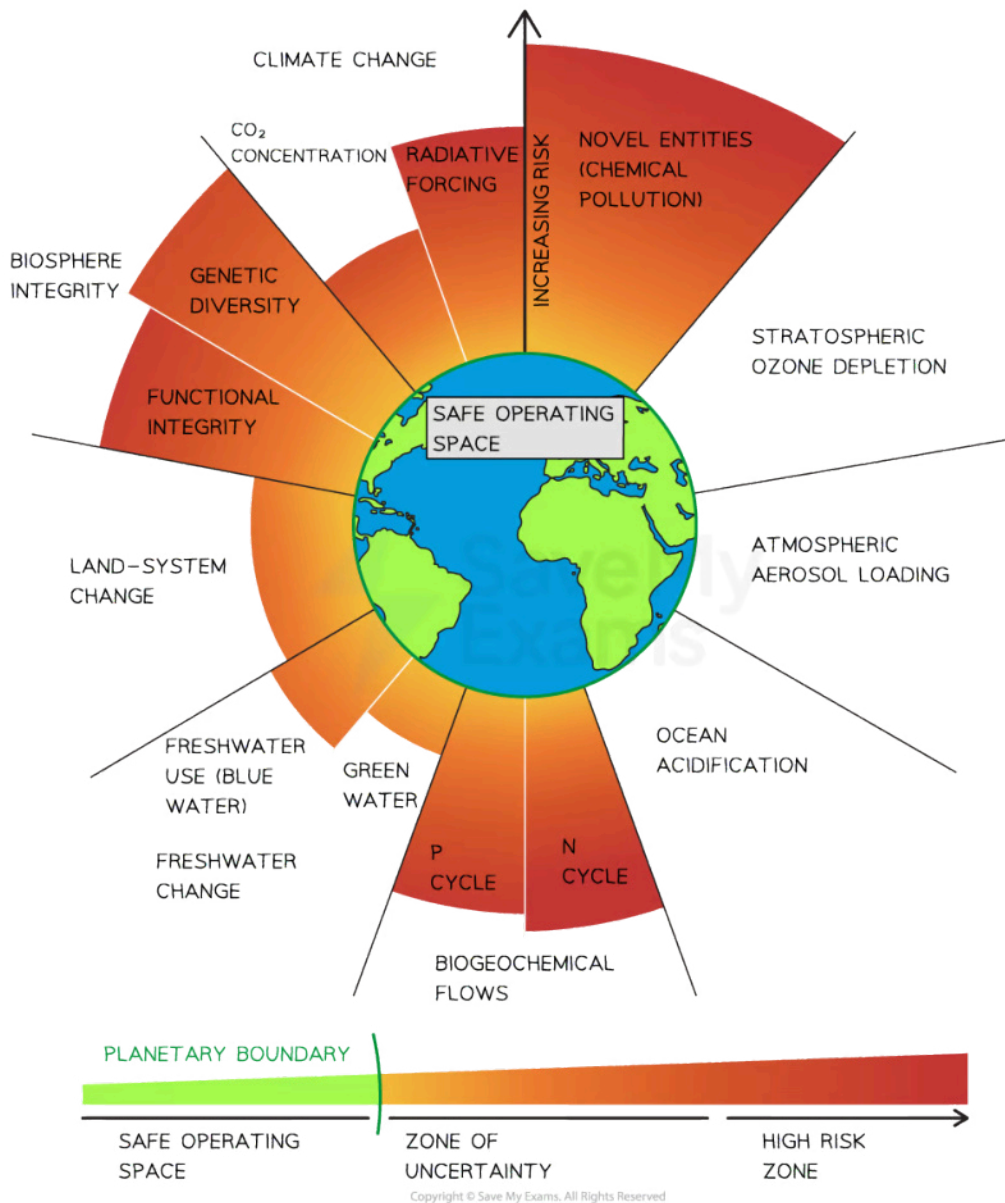 CLIMATE CHANGE
CO₂
CONCENTRATION
RADIATIVE
FORCING
INCREASING RISK
NOVEL ENTITIES
(CHEMICAL
POLLUTION)
BIOSPHERE
INTEGRITY
GENETIC
DIVERSITY
FUNCTIONAL
INTEGRITY
STRATOSPHERIC
OZONE DEPLETION
SAFE OPERATING
SPACE
LAND-SYSTEM
CHANGE
ATMOSPHERIC
AEROSOL LOADING
SaveMy
Exams
FRESHWATER
USE (BLUE
WATER)
GREEN
WATER
OCEAN
ACIDIFICATION
FRESHWATER
CHANGE
P
CYCLE
N
CYCLE
BIOGEOCHEMICAL
FLOWS
PLANETARY BOUNDARY
SAFE OPERATING
SPACE
ZONE OF
UNCERTAINTY
HIGH RISK
ZONE
Copyright © Save My Exams. All Rights Reserved